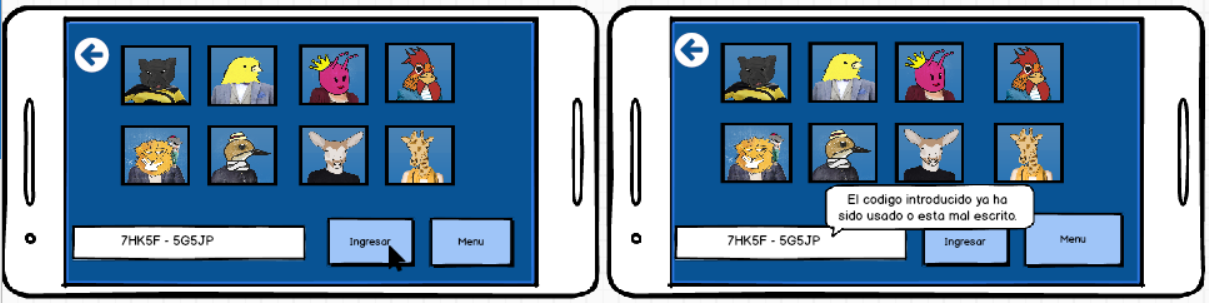 7HK5F - 5G5JP
Ingresar
Menu
El codigo introducido ya ha
sido usado o esta mal escrito.
7HK5F - 5G5JP
Ingresar
Menu